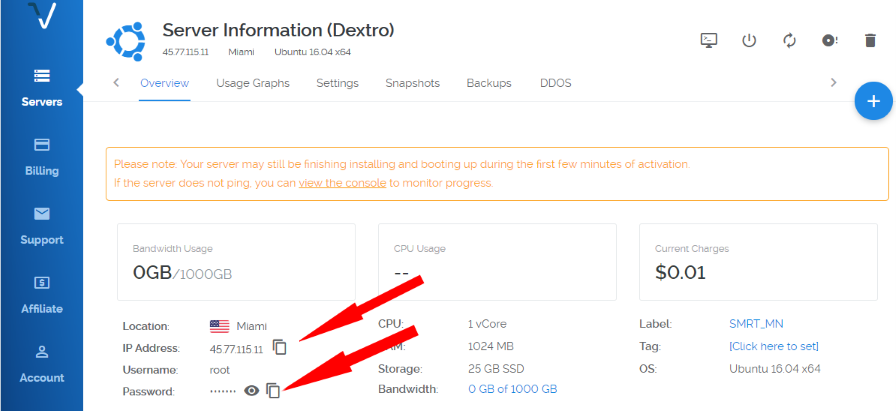 Server Information (Dextro)
45.77.115.11 Miami Ubuntu 16.04 x64
Servers
Billing
Support
Affiliate
Account
Overview Usage Graphs Settings Snapshots Backups DDOS
Please note: Your server may still be finishing installing and booting up during the first few minutes of activation.
If the server does not ping, you can view the console to monitor progress.
Bandwidth Usage
0GB/1000GB
CPU Usage
--
Current Charges
$0.01
Location: Miami
IP Address: 45.77.115.11
Username: root
Password: ·······
CPU: 1 vCore
1024 MB
Storage: 25 GB SSD
Bandwidth: 0 GB of 1000 GB
Label: SMRT_MN
Tag: [Click here to set]
OS: Ubuntu 16.04 x64